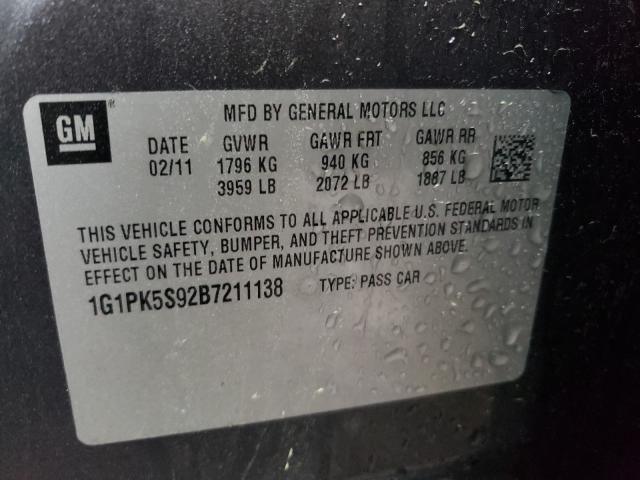 GM®
MFD BY GENERAL MOTORS LLC
DATE GVWR GAWR FRT GAWR RR
02/11 1796 KG 940 KG 856 KG
3959 LB 2072 LB 1887 LB
THIS VEHICLE CONFORMS TO ALL APPLICABLE U.S. FEDERAL MOTOR
VEHICLE SAFETY, BUMPER, AND THEFT PREVENTION STANDARDS IN
EFFECT ON THE DATE OF MANUFACTURE SHOWN ABOVE.
1G1PK5S92B7211138 TYPE: PASS CAR